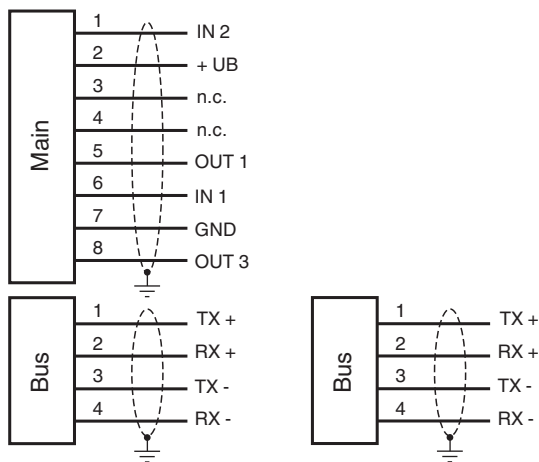 Main
1 IN 2
2 + UB
3 n.c.
4 n.c.
5 OUT 1
6 IN 1
7 GND
8 OUT 3
Bus
1 TX +
2 RX +
3 TX -
4 RX -
Bus
1 TX +
2 RX +
3 TX -
4 RX -